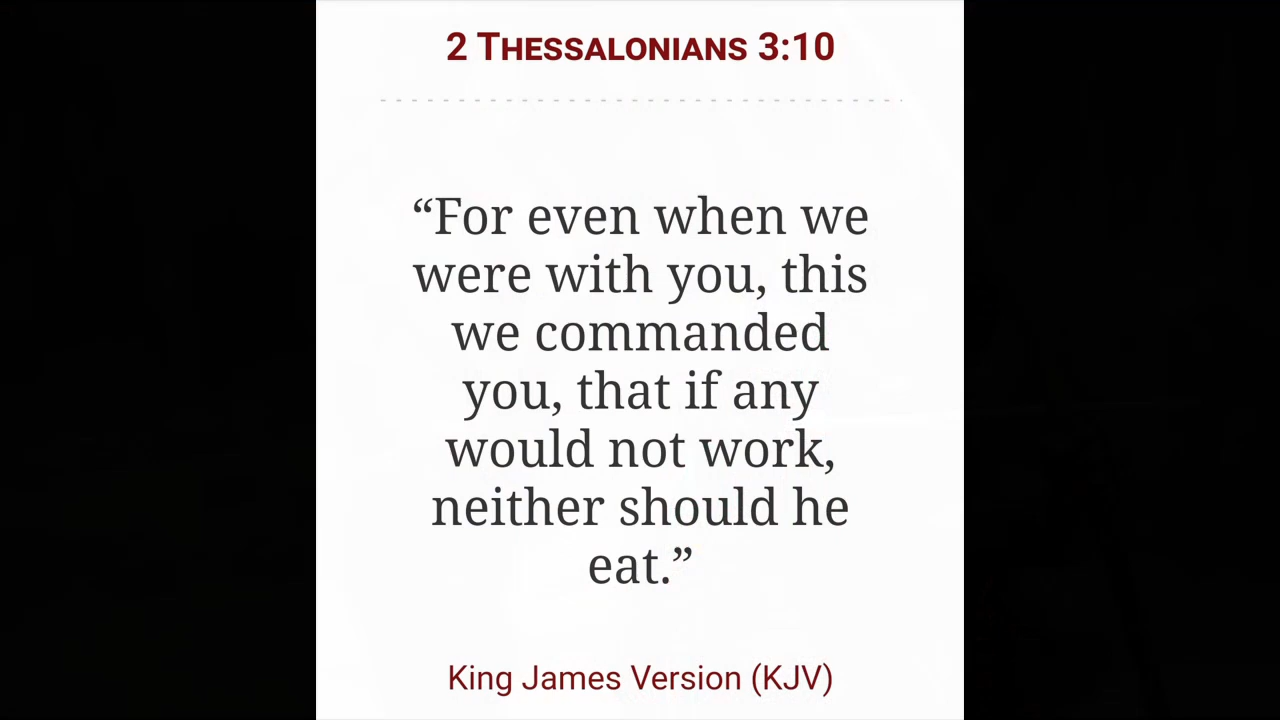 2 Thessalonians 3:10
“For even when we
were with you, this
we commanded
you, that if any
would not work,
neither should he
eat.”
King James Version (KJV)